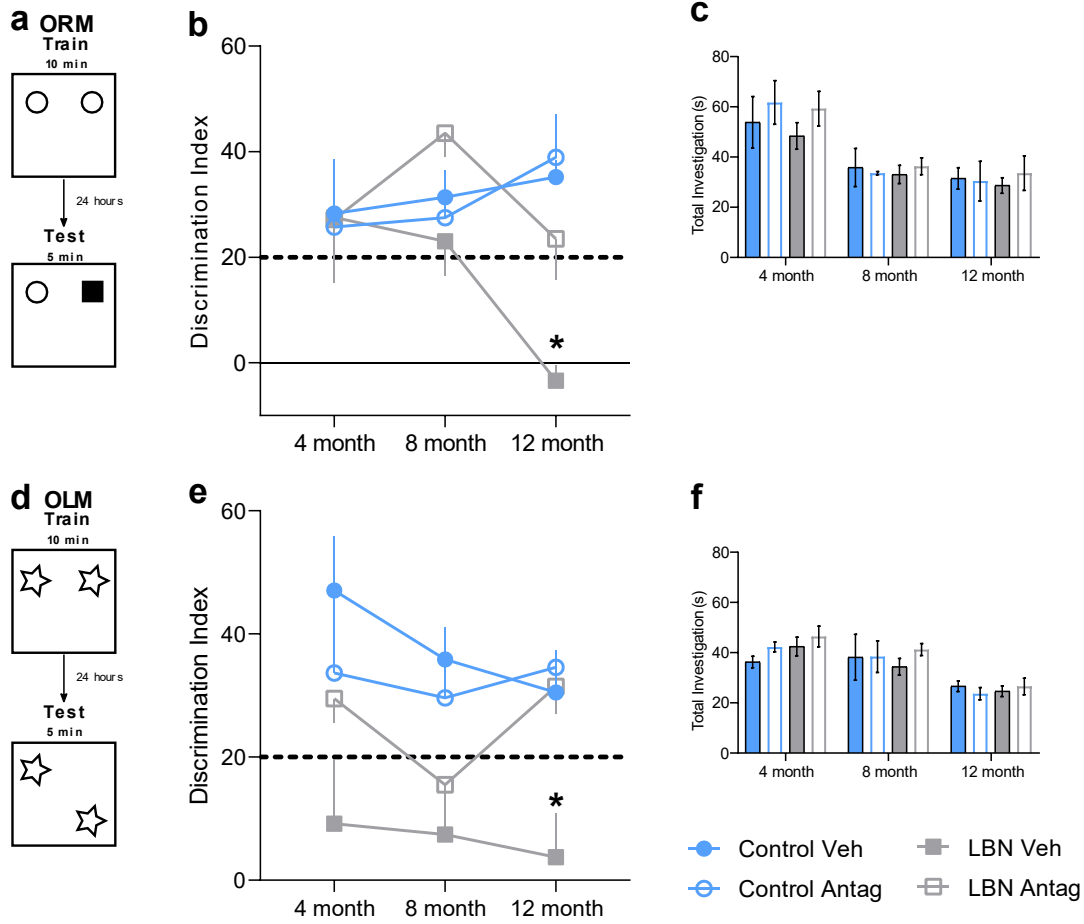 a
ORM
Train
10 min
24 hours
Test
5 min
b
Discrimination Index
60
40
20
0
*
4 month 8 month 12 month
c
Total Investigation (s)
80
60
40
20
0
4 month 8 month 12 month
d
OLM
Train
10 min
24 hours
Test
5 min
e
Discrimination Index
60
40
20
0
*
4 month 8 month 12 month
f
Total Investigation (s)
80
60
40
20
0
4 month 8 month 12 month
Control Veh
LBN Veh
Control Antag
LBN Antag